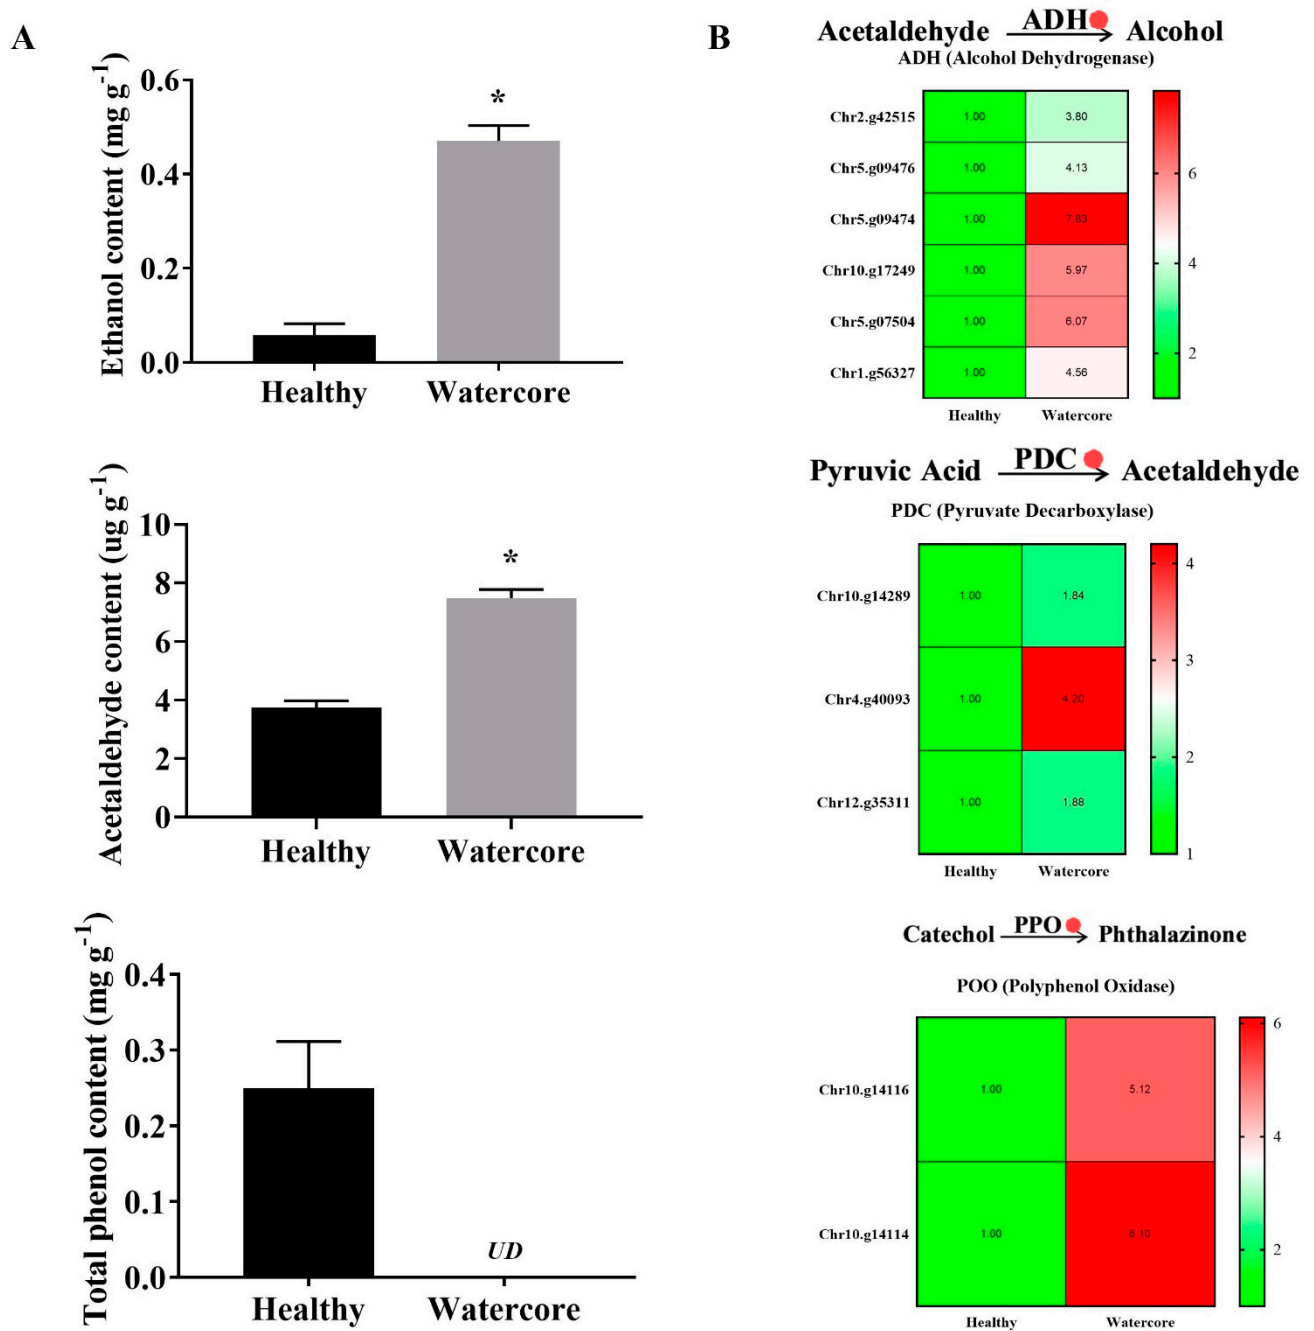 A
Ethanol content (mg g-1)
0.6
0.4
0.2
0.0
*
Healthy
Watercore
Acetaldehyde content (ug g-1)
10
8
6
4
2
0
*
Healthy
Watercore
Total phenol content (mg g-1)
0.4
0.3
0.2
0.1
0.0
UD
Healthy
Watercore
B
Acetaldehyde ADH Alcohol
ADH (Alcohol Dehydrogenase)
Chr2.g42515 1.00 3.80
Chr5.g09476 1.00 4.13
Chr5.g09474 1.00 7.83
Chr10.g17249 1.00 5.97
Chr5.g07504 1.00 6.07
Chr1.g56327 1.00 4.56
Healthy Watercore
6
4
2
Pyruvic Acid PDC Acetaldehyde
PDC (Pyruvate Decarboxylase)
Chr10.g14289 1.00 1.84
Chr4.g40093 1.00 4.20
Chr12.g35311 1.00 1.88
Healthy Watercore
4
3
2
1
Catechol PPO Phthalazinone
POO (Polyphenol Oxidase)
Chr10.g14116 1.00 5.12
Chr10.g14114 1.00 6.10
Healthy Watercore
6
4
2